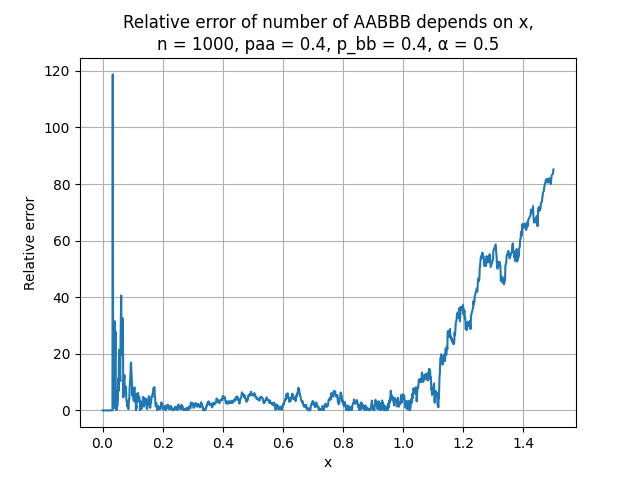 Relative error of number of AABBB depends on x,
n = 1000, paa = 0.4, p_bb = 0.4, α = 0.5
120
100
80
60
40
20
0
Relative error
0.0 0.2 0.4 0.6 0.8 1.0 1.2 1.4
x